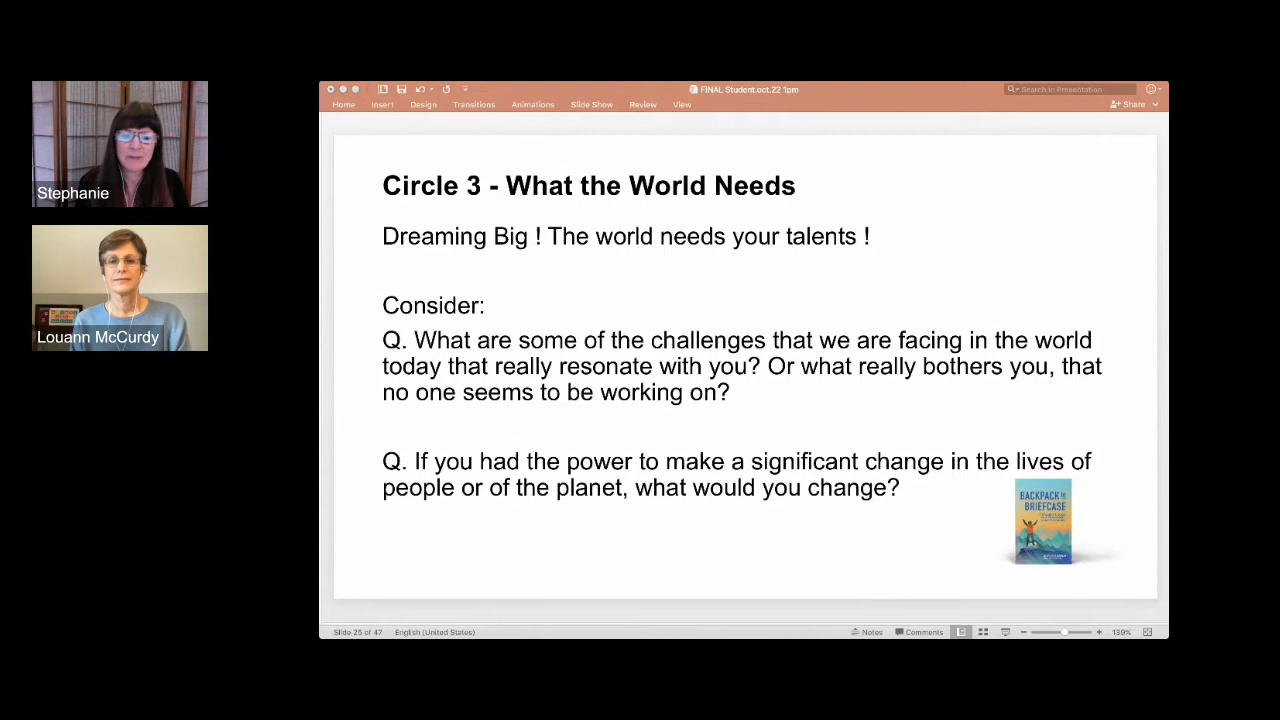 Stephanie
Louann McCurdy
FINAL Student.oct.22 1pm
Search in Presentation
Home Insert Design Transitions Animations Slide Show Review View
Share
Circle 3 - What the World Needs
Dreaming Big ! The world needs your talents !
Consider:
Q. What are some of the challenges that we are facing in the world
today that really resonate with you? Or what really bothers you, that
no one seems to be working on?
Q. If you had the power to make a significant change in the lives of
people or of the planet, what would you change?
BACKPACK TO
BRIEFCASE
Slide 25 of 47 English (United States)
Notes Comments 139%